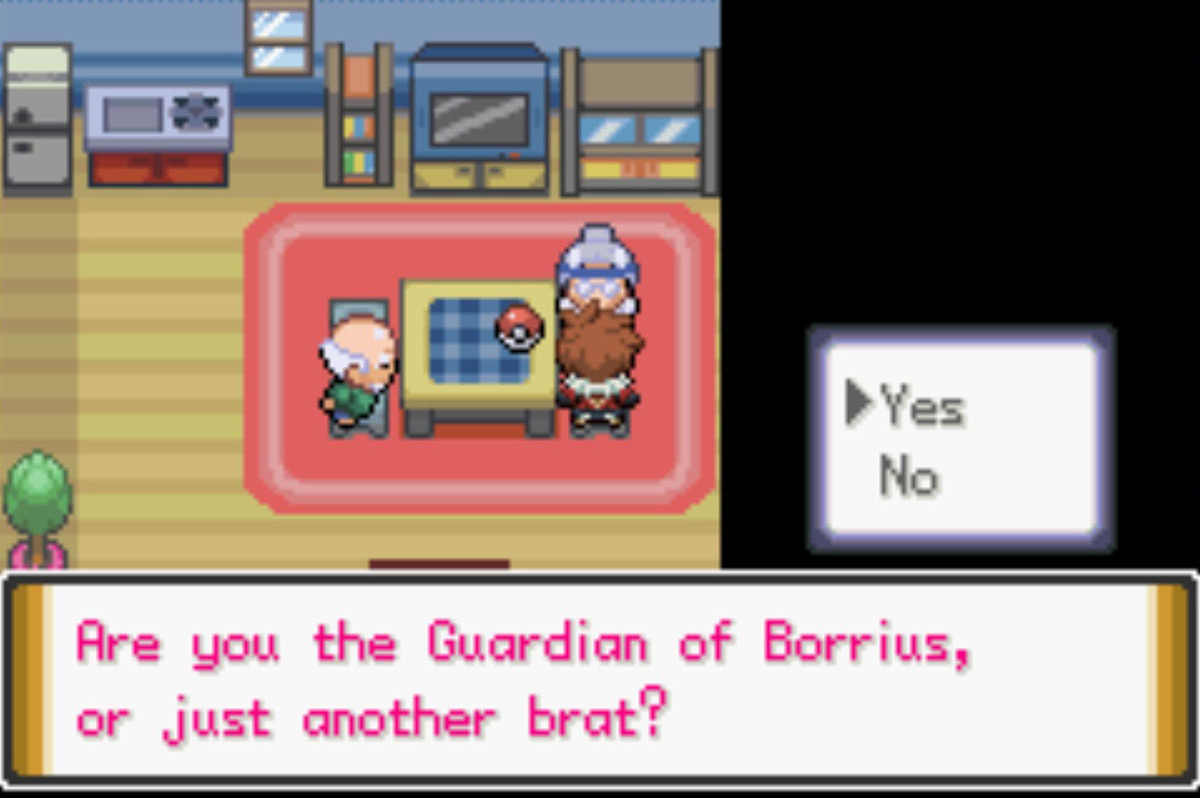 Yes
No
Are you the Guardian of Borrius,
or just another brat?